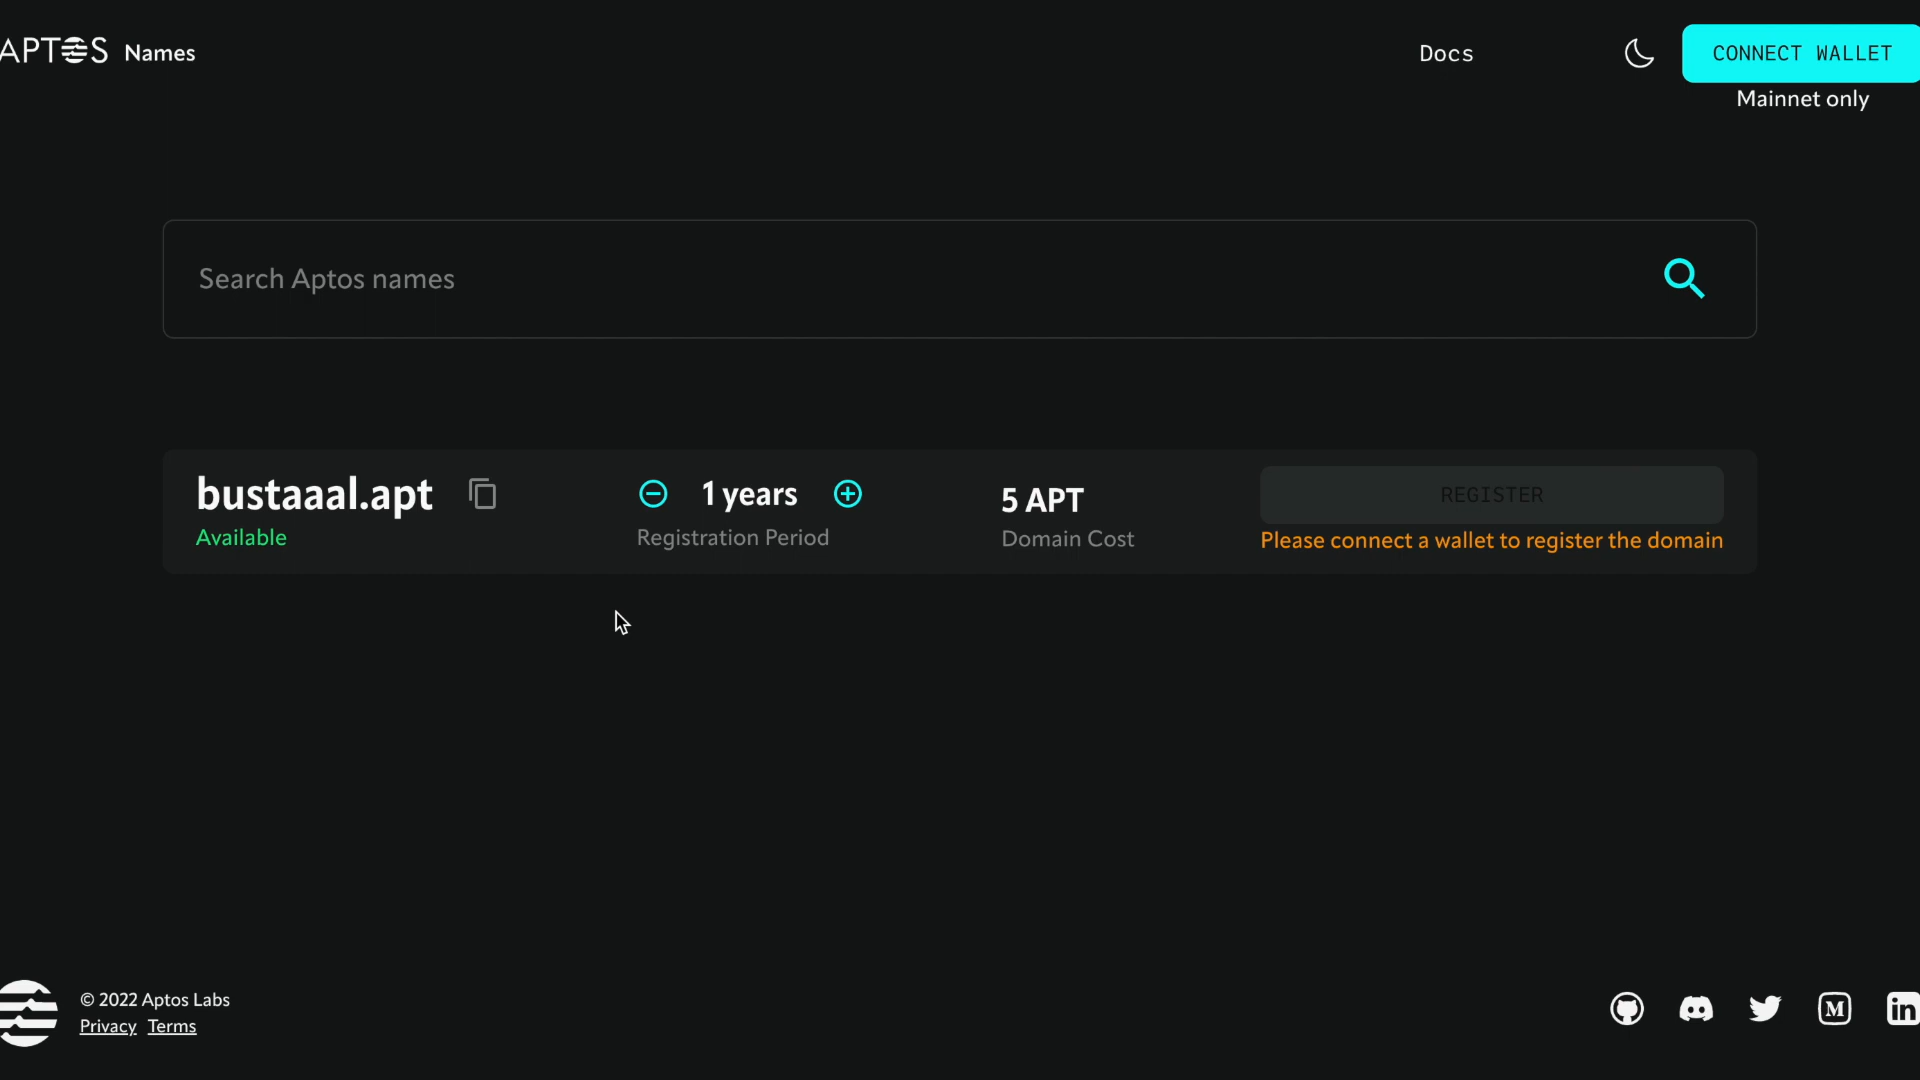 APTOS Names
Docs
CONNECT WALLET
Mainnet only
Search Aptos names
bustaaal.apt
Available
1 years
Registration Period
5 APT
Domain Cost
REGISTER
Please connect a wallet to register the domain
© 2022 Aptos Labs
Privacy Terms
M
in